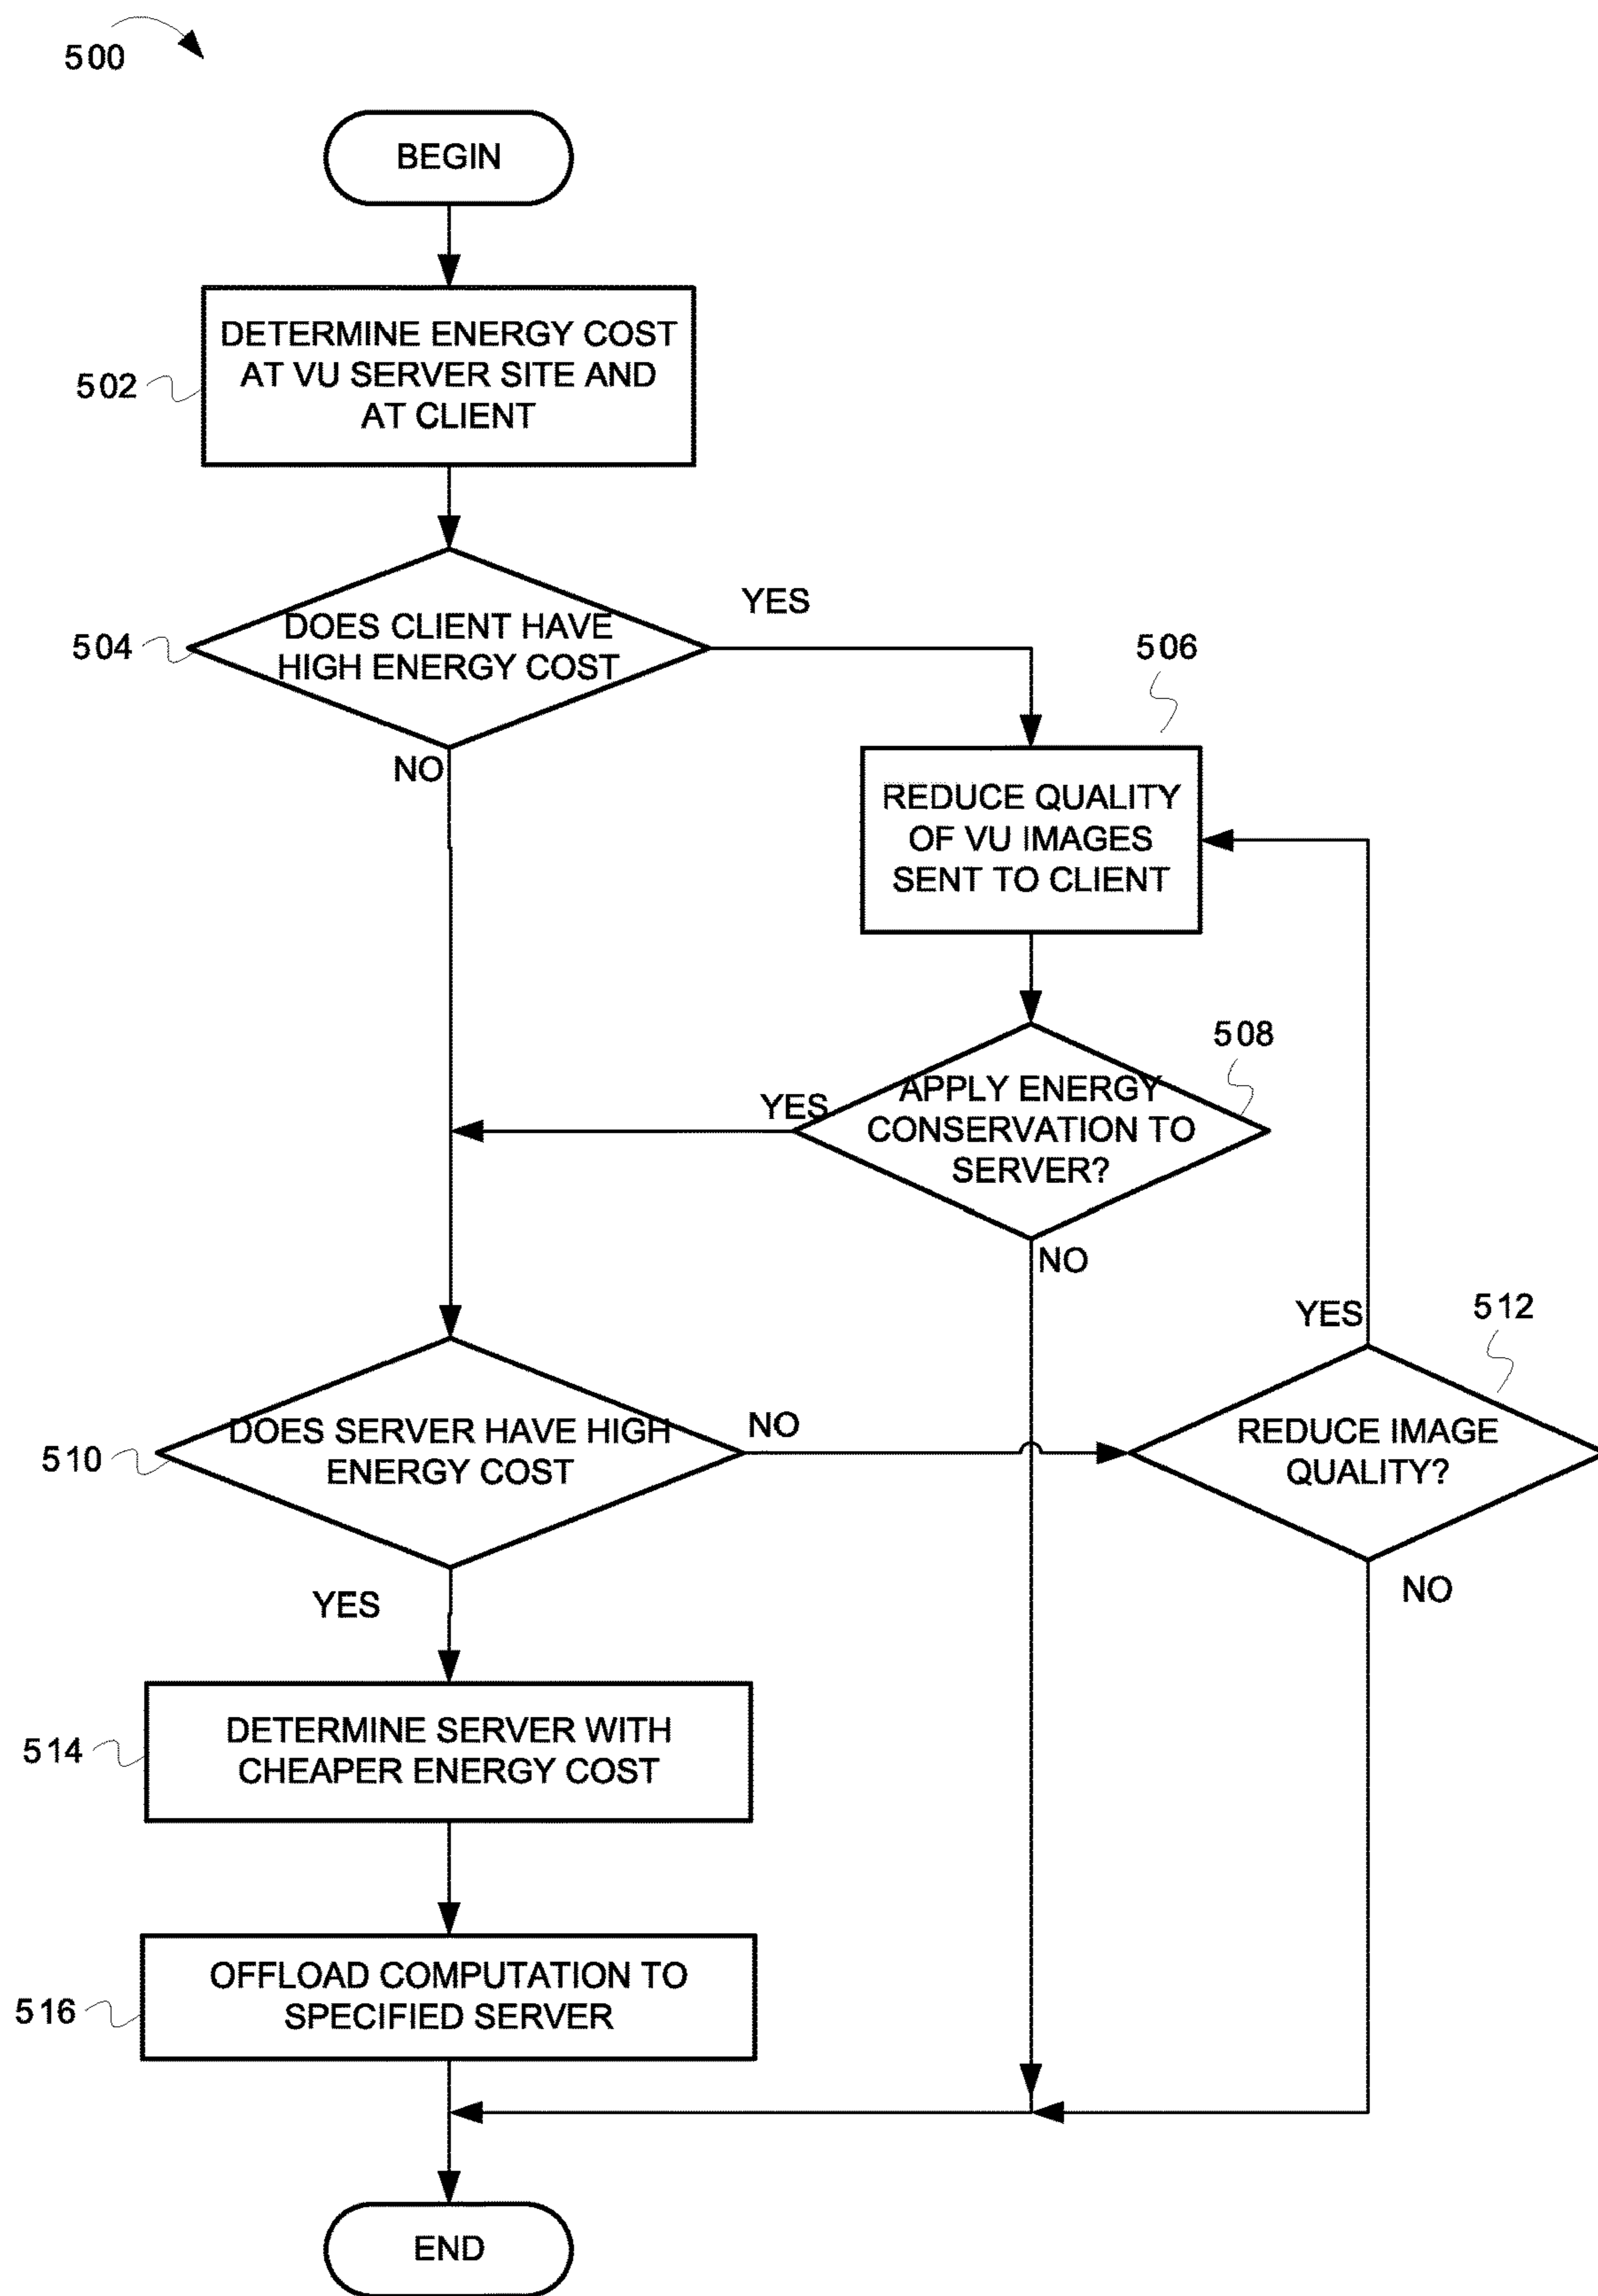 500
BEGIN
502
DETERMINE ENERGY COST
AT VU SERVER SITE AND
AT CLIENT
504
DOES CLIENT HAVE
HIGH ENERGY COST
YES
NO
506
REDUCE QUALITY
OF VU IMAGES
SENT TO CLIENT
508
APPLY ENERGY
CONSERVATION TO
SERVER?
YES
NO
510
DOES SERVER HAVE HIGH
ENERGY COST
NO
YES
512
REDUCE IMAGE
QUALITY?
YES
NO
514
DETERMINE SERVER WITH
CHEAPER ENERGY COST
516
OFFLOAD COMPUTATION TO
SPECIFIED SERVER
END